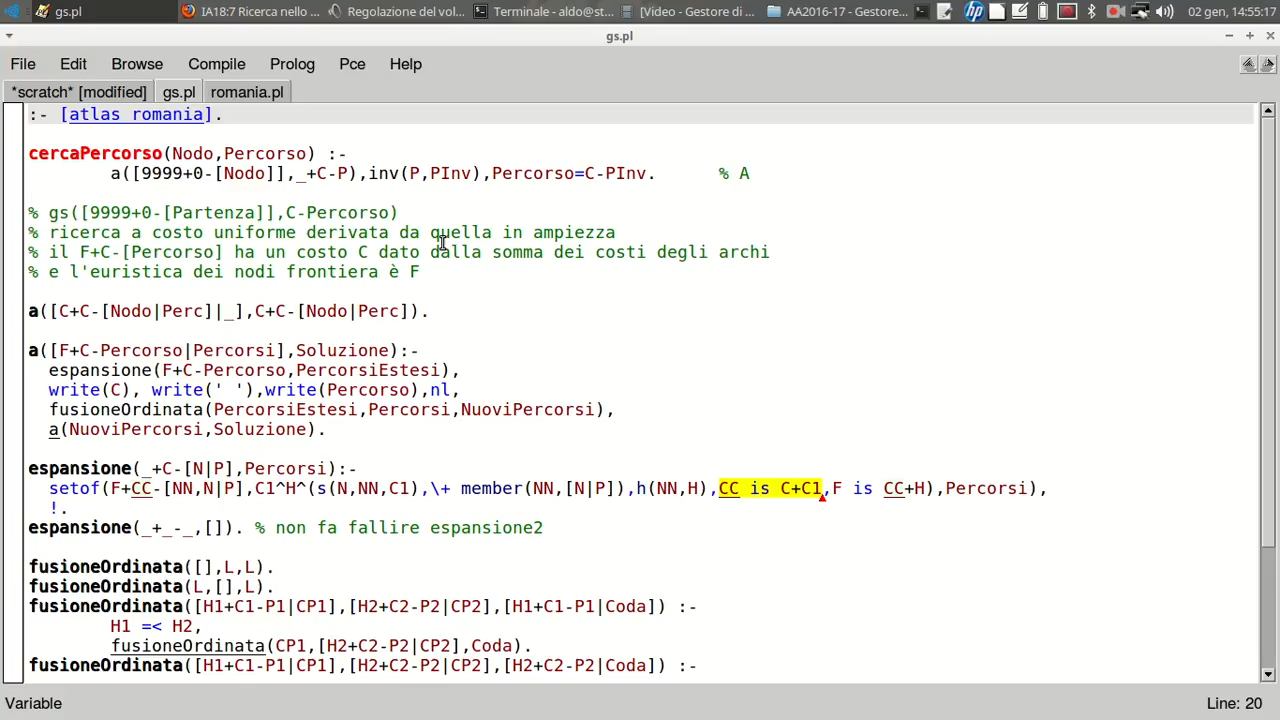 gs.pl
IA18:7 Ricerca nello ...
Regolazione del vol...
Terminale - aldo@st...
[Video - Gestore di ...
AA2016-17 - Gestore...
02 gen, 14:55:17
gs.pl
File Edit Browse Compile Prolog Pce Help
*scratch* [modified] gs.pl romania.pl
:- [atlas_romania].
cercaPercorso(Nodo,Percorso) :-
a([9999+0-[Nodo]],_+C-P),inv(P,PInv),Percorso=C-PInv. % A
% gs([9999+0-[Partenza]],C-Percorso)
% ricerca a costo uniforme derivata da quella in ampiezza
% il F+C-[Percorso] ha un costo C dato dalla somma dei costi degli archi
% e l'euristica dei nodi frontiera è F
a([C+C-[Nodo|Perc]|_],C+C-[Nodo|Perc]).
a([F+C-Percorso|Percorsi],Soluzione):-
espansione(F+C-Percorso,PercorsiEstesi),
write(C), write(' '),write(Percorso),nl,
fusioneOrdinata(PercorsiEstesi,Percorsi,NuoviPercorsi),
a(NuoviPercorsi,Soluzione).
espansione(_+C-[N|P],Percorsi):-
setof(F+CC-[NN,N|P],C1^H^(s(N,NN,C1),\+ member(NN,[N|P]),h(NN,H),CC is C+C1,F is CC+H),Percorsi),
!.
espansione(_+_-_,[]). % non fa fallire espansione2
fusioneOrdinata([],L,L).
fusioneOrdinata(L,[],L).
fusioneOrdinata([H1+C1-P1|CP1],[H2+C2-P2|CP2],[H1+C1-P1|Coda]) :-
H1 =< H2,
fusioneOrdinata(CP1,[H2+C2-P2|CP2],Coda).
fusioneOrdinata([H1+C1-P1|CP1],[H2+C2-P2|CP2],[H2+C2-P2|Coda]) :-
Variable
Line: 20